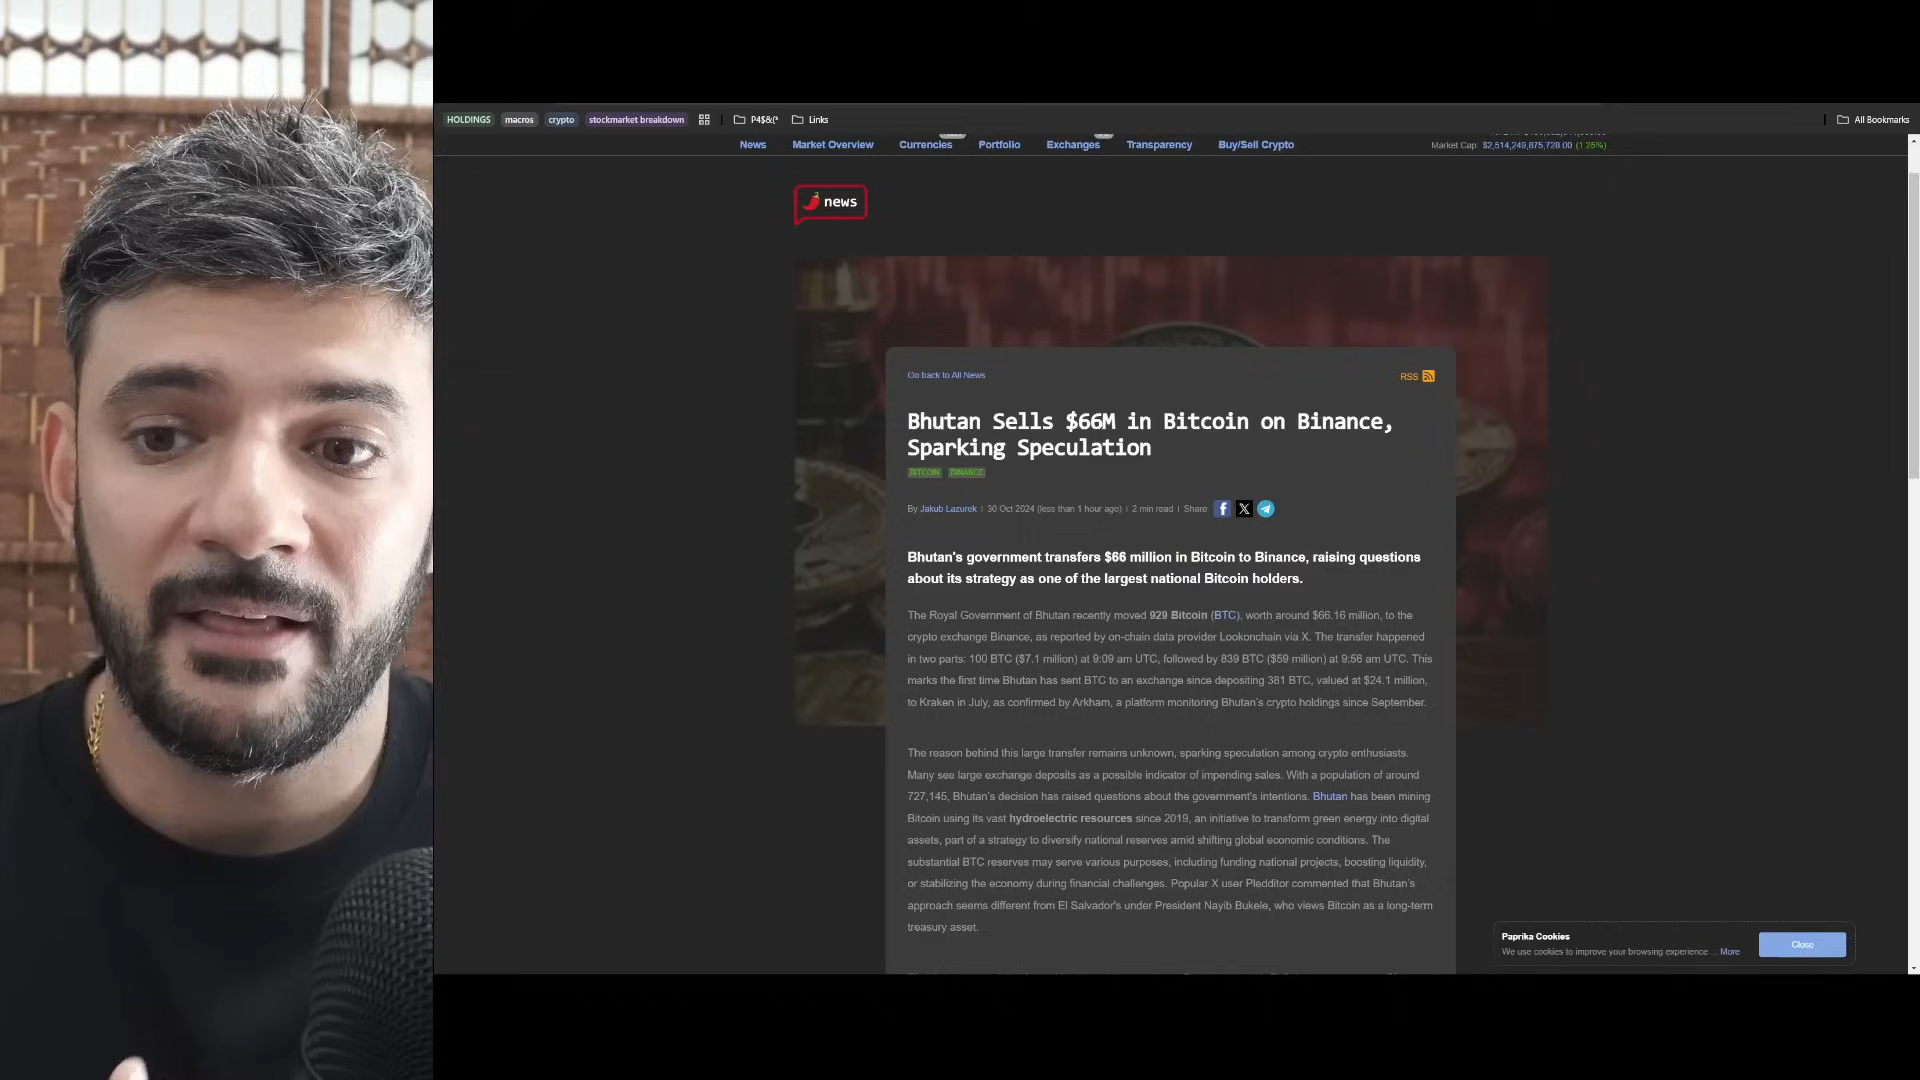 HOLDINGS macros crypto stockmarket breakdown P4$&(* Links All Bookmarks
News Market Overview Currencies Portfolio Exchanges Transparency Buy/Sell Crypto Market Cap: $2,514,249,875,728.00 (1.25%)
news
Go back to All News RSS
Bhutan Sells $66M in Bitcoin on Binance,
Sparking Speculation
BITCOIN BINANCE
By Jakub Lazurek | 30 Oct 2024 (less than 1 hour ago) | 2 min read | Share:
Bhutan's government transfers $66 million in Bitcoin to Binance, raising questions
about its strategy as one of the largest national Bitcoin holders.
The Royal Government of Bhutan recently moved 929 Bitcoin (BTC), worth around $66.16 million, to the
crypto exchange Binance, as reported by on-chain data provider Lookonchain via X. The transfer happened
in two parts: 100 BTC ($7.1 million) at 9:09 am UTC, followed by 839 BTC ($59 million) at 9:56 am UTC. This
marks the first time Bhutan has sent BTC to an exchange since depositing 381 BTC, valued at $24.1 million,
to Kraken in July, as confirmed by Arkham, a platform monitoring Bhutan's crypto holdings since September.
The reason behind this large transfer remains unknown, sparking speculation among crypto enthusiasts.
Many see large exchange deposits as a possible indicator of impending sales. With a population of around
727,145, Bhutan's decision has raised questions about the government's intentions. Bhutan has been mining
Bitcoin using its vast hydroelectric resources since 2019, an initiative to transform green energy into digital
assets, part of a strategy to diversify national reserves amid shifting global economic conditions. The
substantial BTC reserves may serve various purposes, including funding national projects, boosting liquidity,
or stabilizing the economy during financial challenges. Popular X user Pledditor commented that Bhutan's
approach seems different from El Salvador's under President Nayib Bukele, who views Bitcoin as a long-term
treasury asset.
Paprika Cookies
We use cookies to improve your browsing experience ... More
Close